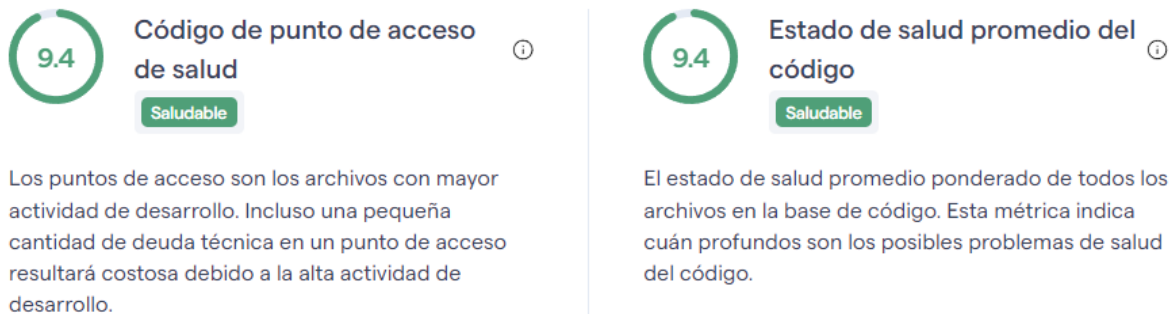 9.4
Código de punto de acceso
de salud
Saludable
Los puntos de acceso son los archivos con mayor
actividad de desarrollo. Incluso una pequeña
cantidad de deuda técnica en un punto de acceso
resultará costosa debido a la alta actividad de
desarrollo.
9.4
Estado de salud promedio del
código
Saludable
El estado de salud promedio ponderado de todos los
archivos en la base de código. Esta métrica indica
cuán profundos son los posibles problemas de salud
del código.